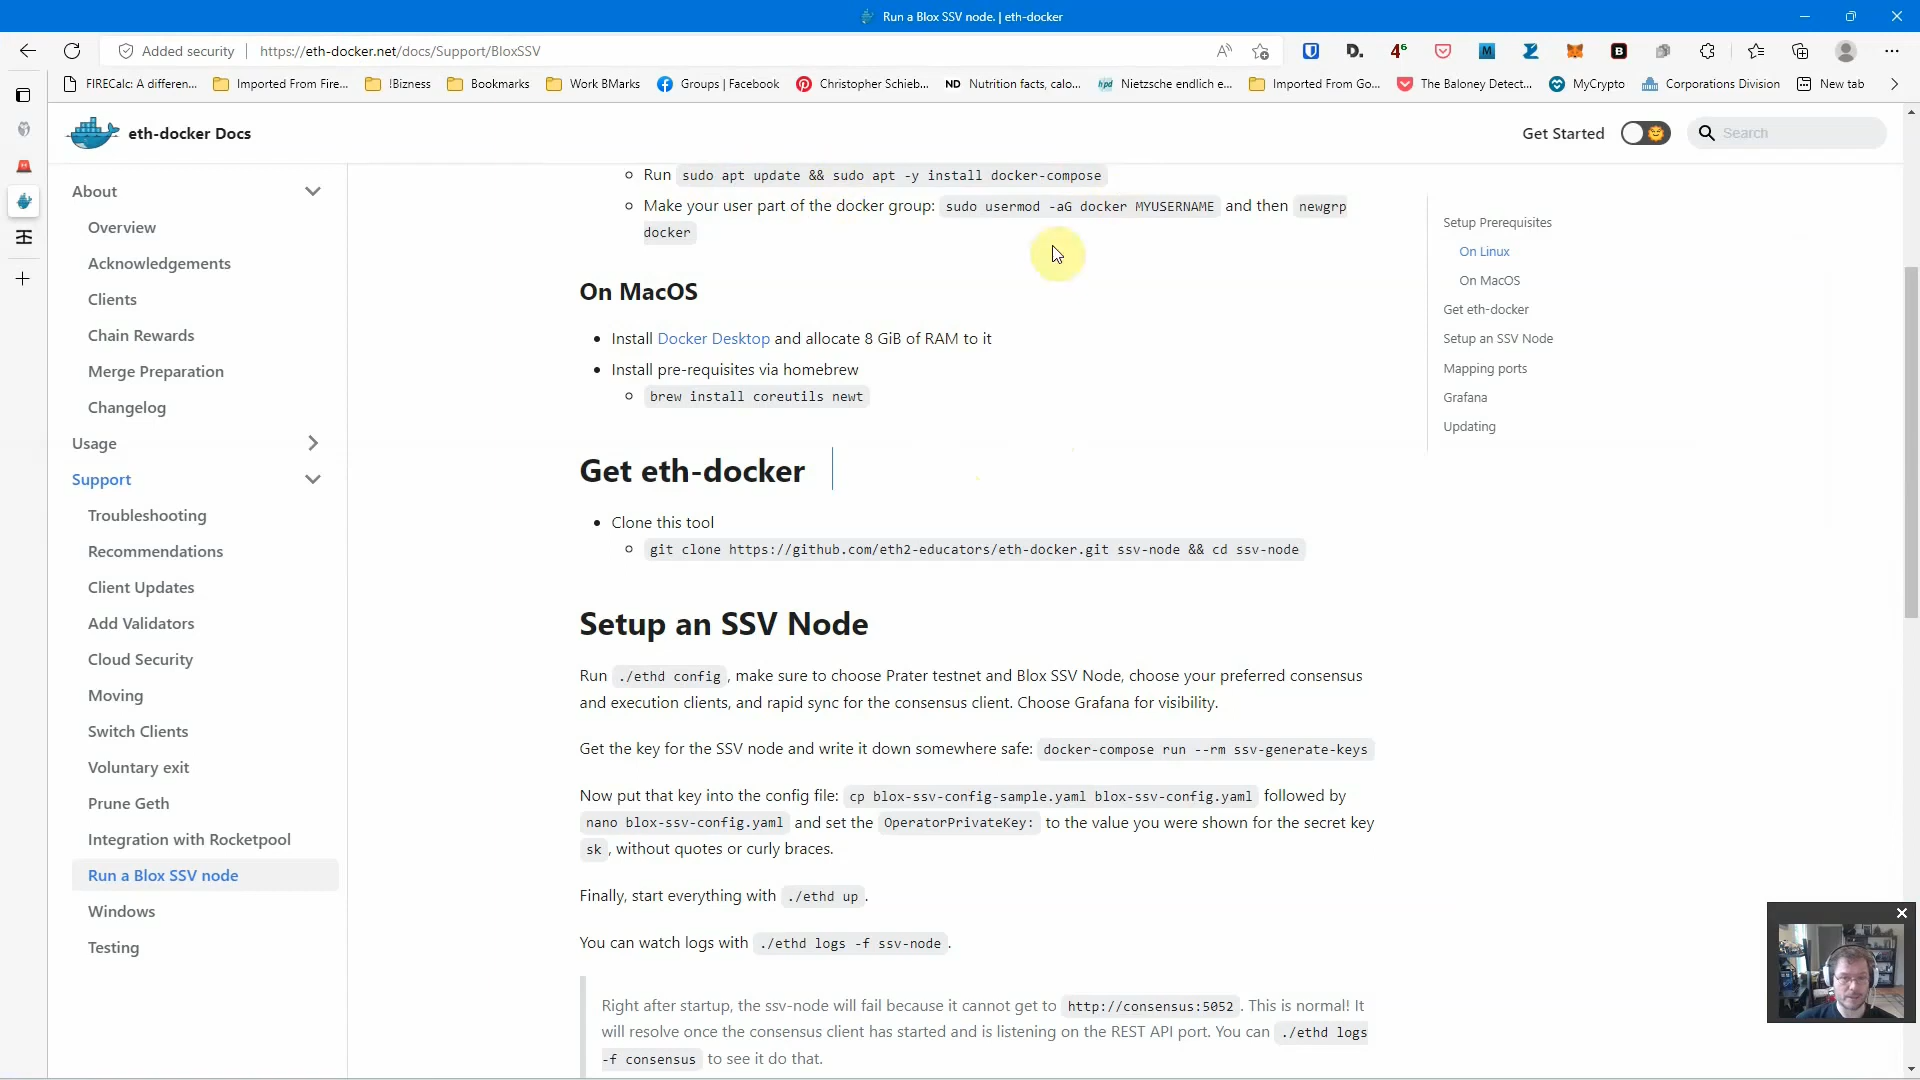 Run a Blox SSV node. | eth-docker
Added security
https://eth-docker.net/docs/Support/BloxSSV
FIRECalc: A differen...
Imported From Fire...
!Bizness
Bookmarks
Work BMarks
Groups | Facebook
Christopher Schieb...
ND Nutrition facts, calo...
hpd Nietzsche endlich e...
Imported From Go...
The Baloney Detect...
MyCrypto
Corporations Division
New tab
eth-docker Docs
Get Started
Search
About
Overview
Acknowledgements
Clients
Chain Rewards
Merge Preparation
Changelog
Usage
Support
Troubleshooting
Recommendations
Client Updates
Add Validators
Cloud Security
Moving
Switch Clients
Voluntary exit
Prune Geth
Integration with Rocketpool
Run a Blox SSV node
Windows
Testing
Run sudo apt update && sudo apt -y install docker-compose
Make your user part of the docker group: sudo usermod -aG docker MYUSERNAME and then newgrp
docker
On MacOS
Install Docker Desktop and allocate 8 GiB of RAM to it
Install pre-requisites via homebrew
brew install coreutils newt
Get eth-docker
Clone this tool
git clone https://github.com/eth2-educators/eth-docker.git ssv-node && cd ssv-node
Setup an SSV Node
Run ./ethd config, make sure to choose Prater testnet and Blox SSV Node, choose your preferred consensus
and execution clients, and rapid sync for the consensus client. Choose Grafana for visibility.
Get the key for the SSV node and write it down somewhere safe: docker-compose run --rm ssv-generate-keys
Now put that key into the config file: cp blox-ssv-config-sample.yaml blox-ssv-config.yaml followed by
nano blox-ssv-config.yaml and set the OperatorPrivateKey: to the value you were shown for the secret key
sk, without quotes or curly braces.
Finally, start everything with ./ethd up.
You can watch logs with ./ethd logs -f ssv-node.
Right after startup, the ssv-node will fail because it cannot get to http://consensus:5052. This is normal! It
will resolve once the consensus client has started and is listening on the REST API port. You can ./ethd logs
-f consensus to see it do that.
Setup Prerequisites
On Linux
On MacOS
Get eth-docker
Setup an SSV Node
Mapping ports
Grafana
Updating